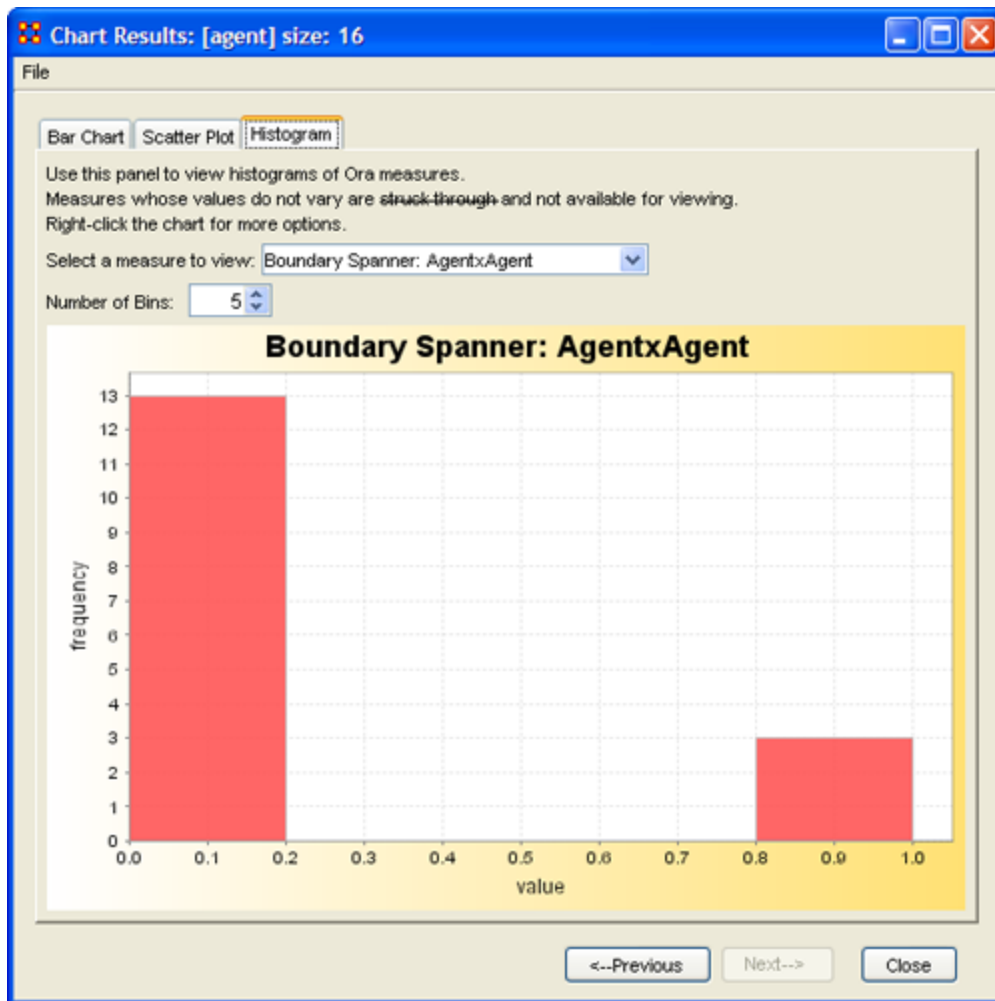 Chart Results: [agent] size: 16
File
Bar Chart Scatter Plot Histogram
Use this panel to view histograms of Ora measures.
Measures whose values do not vary are struck through and not available for viewing.
Right-click the chart for more options.
Select a measure to view: Boundary Spanner: AgentxAgent
Number of Bins: 5
Boundary Spanner: AgentxAgent
13
12
11
10
9
8
7
6
5
4
3
2
1
0
frequency
0.0 0.1 0.2 0.3 0.4 0.5 0.6 0.7 0.8 0.9 1.0
value
<--Previous Next--> Close